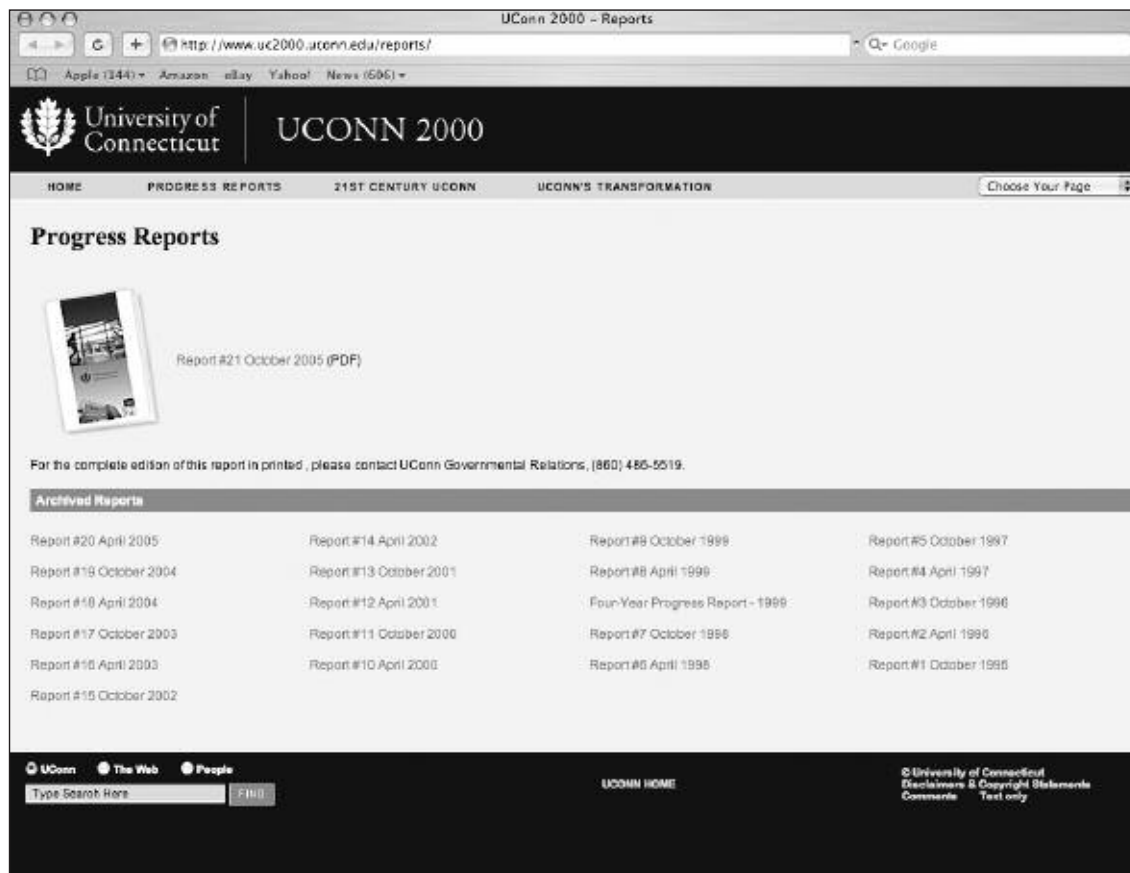 UConn 2000 – Reports
http://www.uc2000.uconn.edu/reports/
Google
Apple (144) Amazon eBay Yahoo! News (606)
University of
Connecticut
UCONN 2000
HOME PROGRESS REPORTS 21ST CENTURY UCONN UCONN'S TRANSFORMATION Choose Your Page
Progress Reports
Report #21 October 2005 (PDF)
For the complete edition of this report in printed , please contact UConn Governmental Relations, (860) 486-5519.
Archived Reports
Report #20 April 2005 Report #14 April 2002 Report #9 October 1999 Report #5 October 1997
Report #19 October 2004 Report #13 October 2001 Report #8 April 1999 Report #4 April 1997
Report #18 April 2004 Report #12 April 2001 Four-Year Progress Report - 1999 Report #3 October 1996
Report #17 October 2003 Report #11 October 2000 Report #7 October 1998 Report #2 April 1996
Report #16 April 2003 Report #10 April 2000 Report #6 April 1998 Report #1 October 1995
Report #15 October 2002
UConn The Web People
Type Search Here FIND
UCONN HOME
© University of Connecticut
Disclaimers & Copyright Statements
Comments Text only